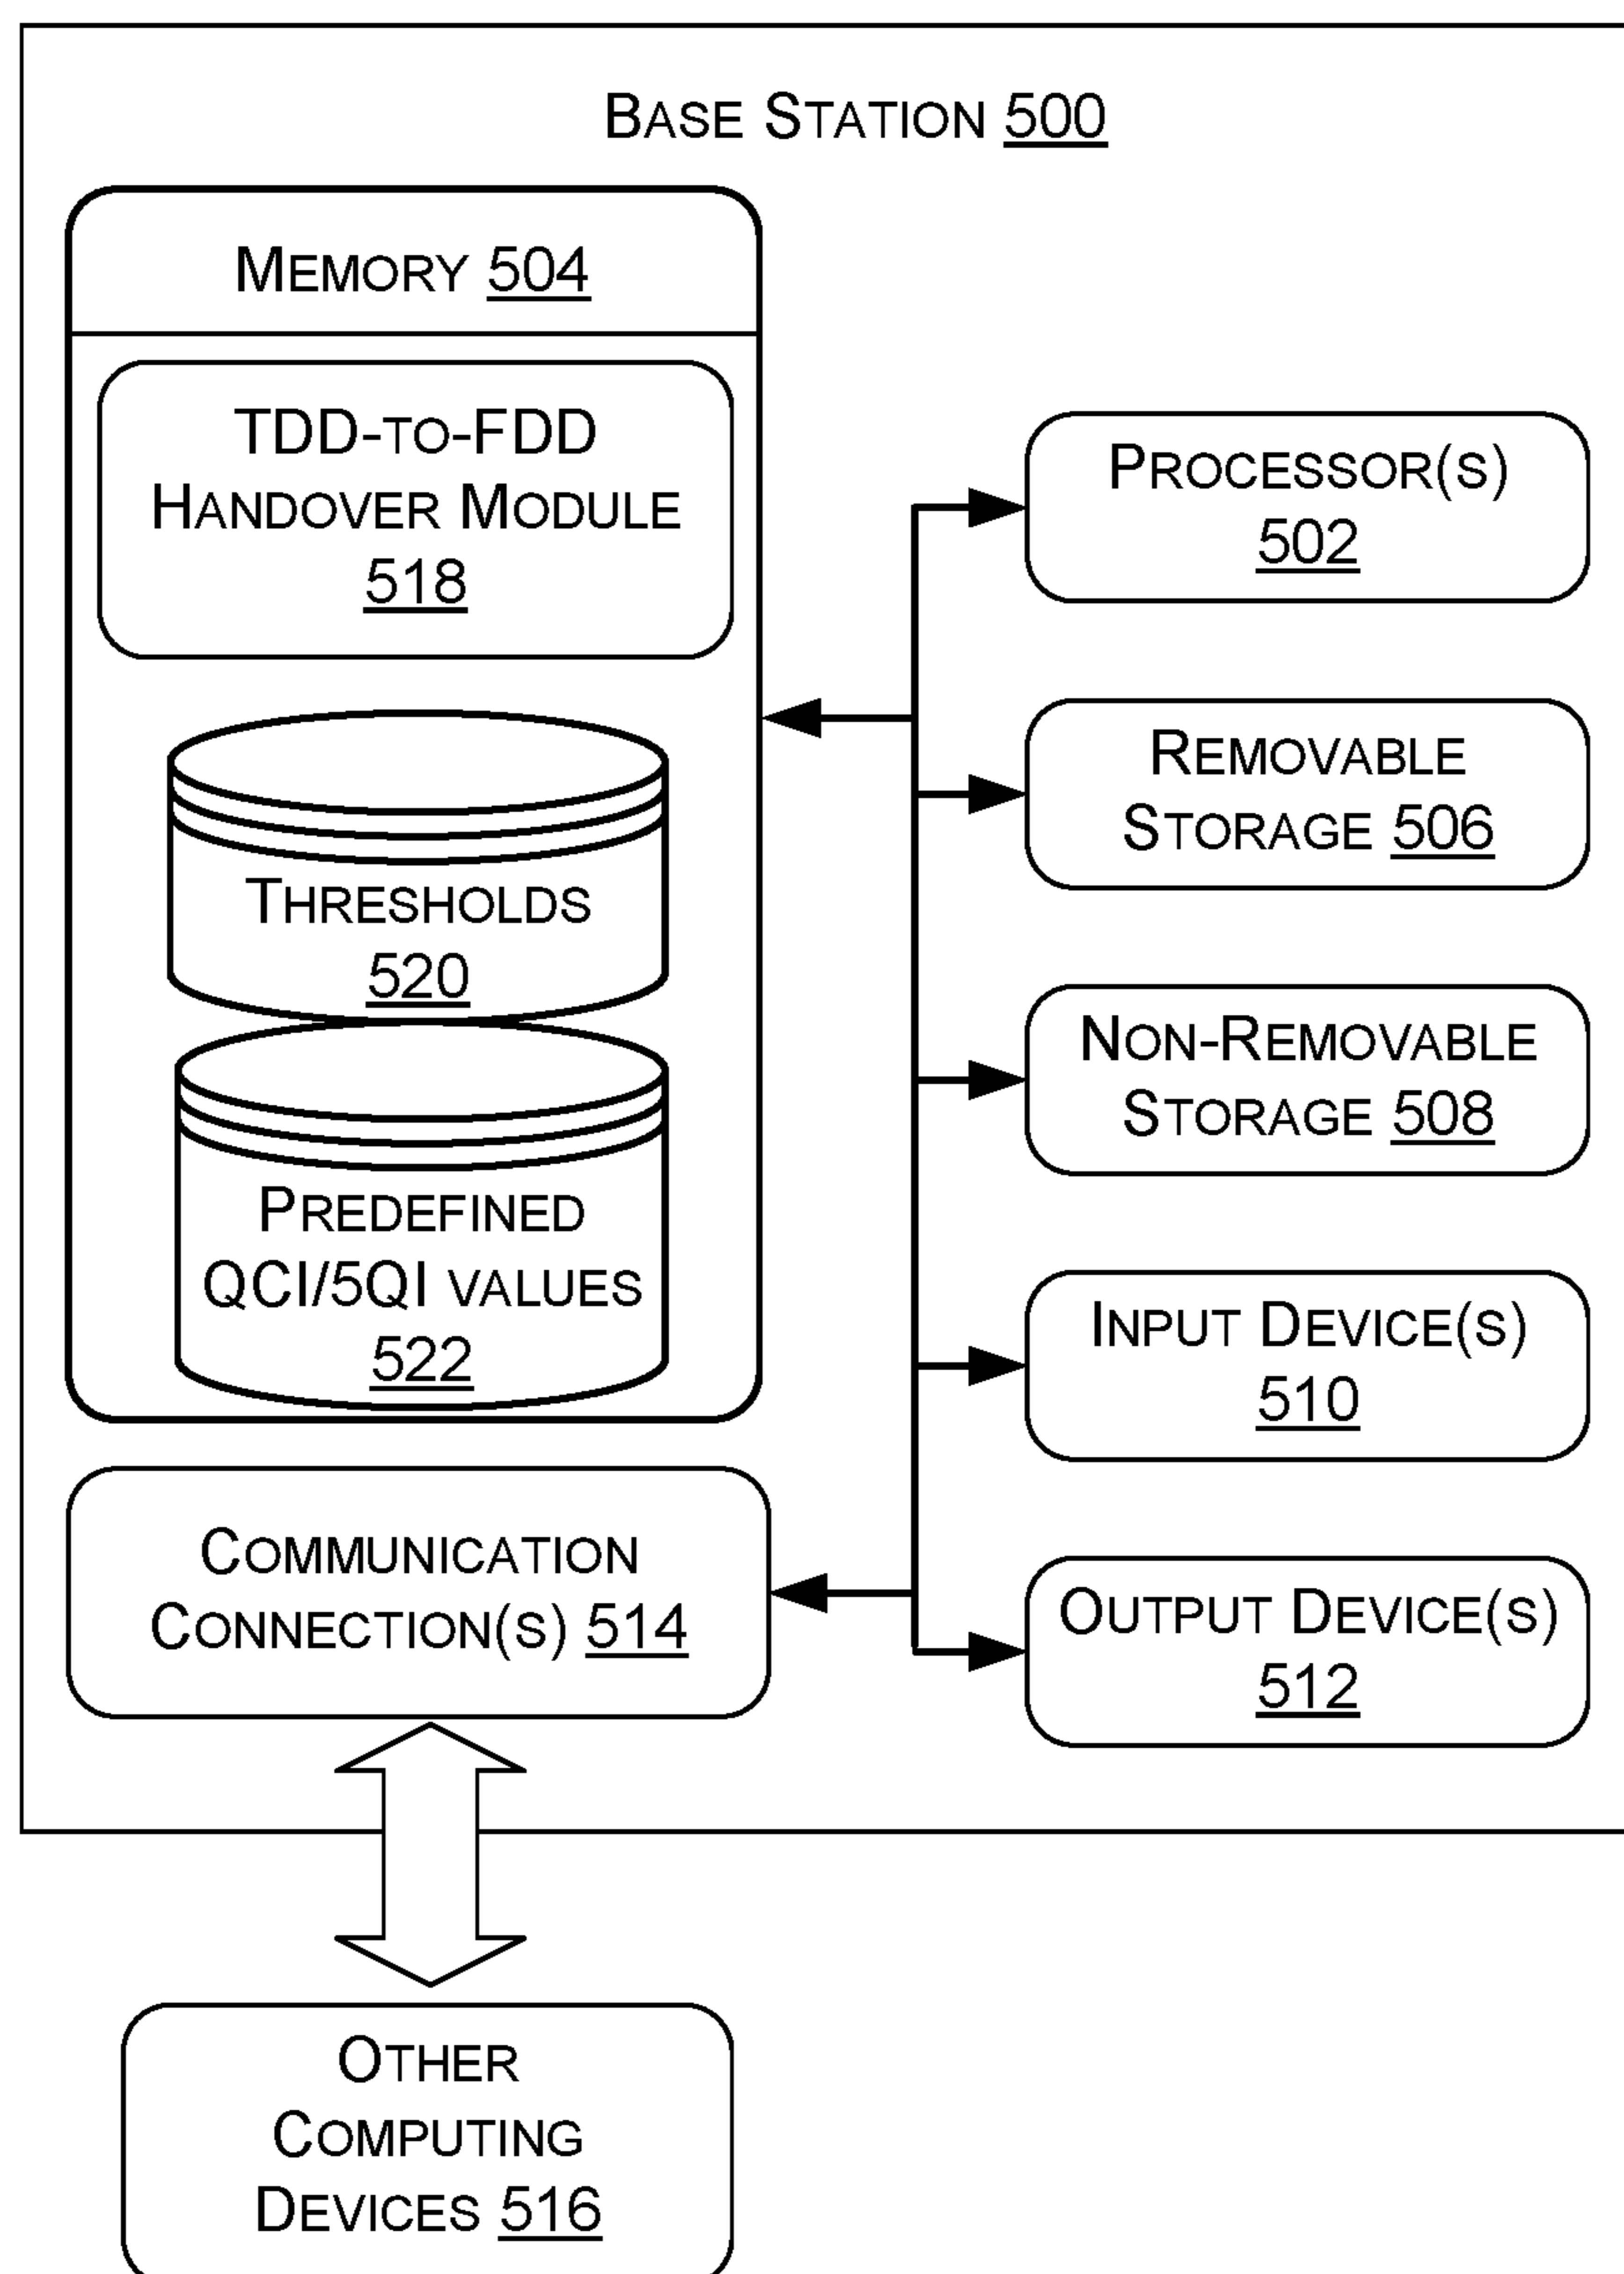 BASE STATION 500
MEMORY 504
TDD-TO-FDD
HANDOVER MODULE
518
THRESHOLDS
520
PREDEFINED
QCI/5QI VALUES
522
COMMUNICATION
CONNECTION(S) 514
PROCESSOR(S)
502
REMOVABLE
STORAGE 506
NON-REMOVABLE
STORAGE 508
INPUT DEVICE(S)
510
OUTPUT DEVICE(S)
512
OTHER
COMPUTING
DEVICES 516